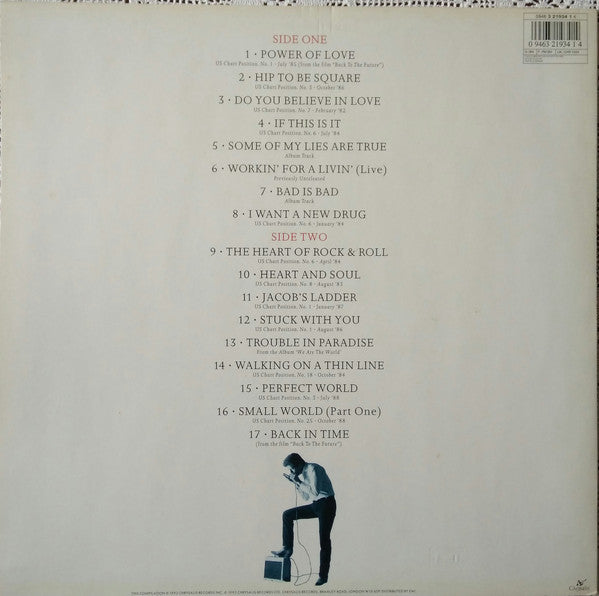 0946 3 21934 1 4
0 9463 21934 1 4
SIDE ONE
1 · POWER OF LOVE
US Chart Position. No. 1 - July '85 (from the film "Back To The Future")
2 · HIP TO BE SQUARE
US Chart Position. No. 3 - October '86
3 · DO YOU BELIEVE IN LOVE
US Chart Position. No. 7 - February '82
4 · IF THIS IS IT
US Chart Position. No. 6 - July '84
5 · SOME OF MY LIES ARE TRUE
Album Track
6 · WORKIN' FOR A LIVIN' (Live)
Previously Unreleased
7 · BAD IS BAD
Album Track
8 · I WANT A NEW DRUG
US Chart Position. No. 6 - January '84
SIDE TWO
9 · THE HEART OF ROCK & ROLL
US Chart Position. No. 6 - April '84
10 · HEART AND SOUL
US Chart Position. No. 8 - August '83
11 · JACOB'S LADDER
US Chart Position. No. 1 - January '87
12 · STUCK WITH YOU
US Chart Position. No. 1 - August '86
13 · TROUBLE IN PARADISE
From the Album 'We Are The World'
14 · WALKING ON A THIN LINE
US Chart Position. No. 18 - October '84
15 · PERFECT WORLD
US Chart Position. No. 3 - July '88
16 · SMALL WORLD (Part One)
US Chart Position. No. 25 - October '88
17 · BACK IN TIME
(from the film "Back To The Future")
Chrysalis